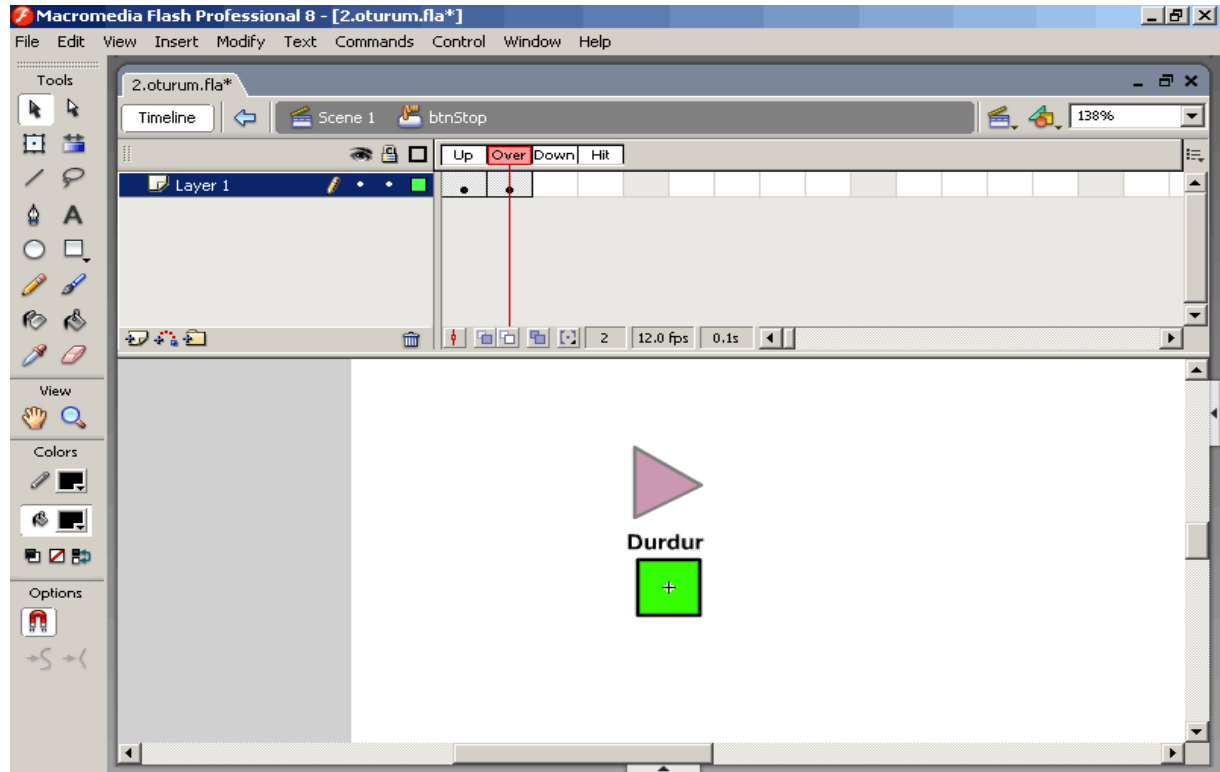 Macromedia Flash Professional 8 - [2.oturum.fla*]
File Edit View Insert Modify Text Commands Control Window Help
Tools
2.oturum.fla*
Timeline Scene 1 btnStop 138%
Up Over Down Hit
Layer 1
A
2 12.0 fps 0.1s
View
Colors
Durdur
Options